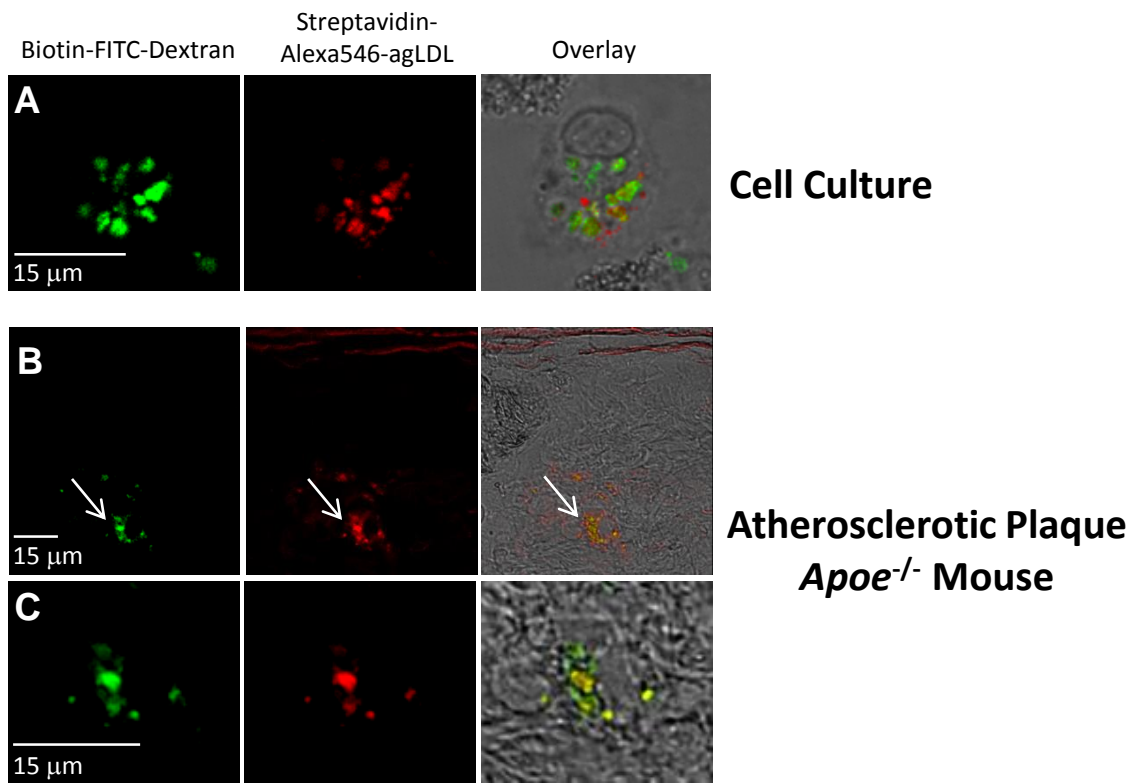 Biotin-FITC-Dextran
Streptavidin-
Alexa546-agLDL
Overlay
A
15 μm
Cell Culture
B
15 μm
Atherosclerotic Plaque
Apoe-/- Mouse
C
15 μm